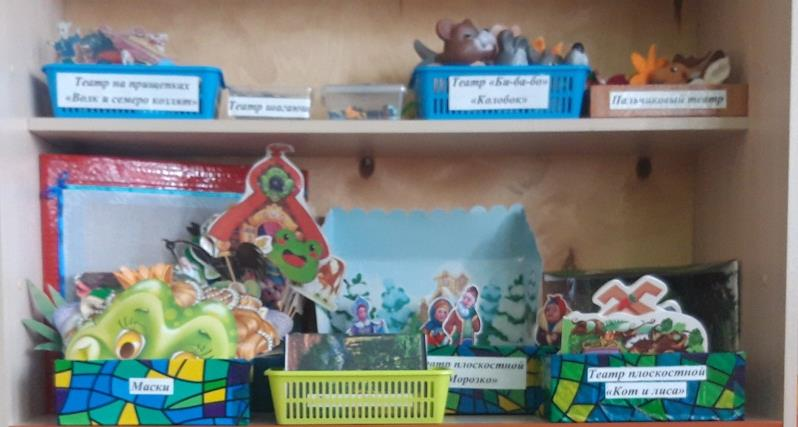 Театр на прищепках
«Волк и семеро козлят»
Театр
Театр «Би-ба-бо»
«Колобок»
Пальчиковый театр
Маски
Театр плоскостной
Морозко»
Театр плоскостной
«Кот и лиса»